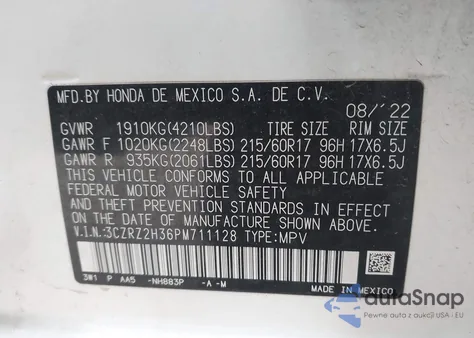 MFD.BY HONDA DE MEXICO S.A. DE C.V.
08/'22
GVWR 1910KG(4210LBS) TIRE SIZE RIM SIZE
GAWR F 1020KG(2248LBS) 215/60R17 96H 17X6.5J
GAWR R 935KG(2061LBS) 215/60R17 96H 17X6.5J
THIS VEHICLE CONFORMS TO ALL APPLICABLE
FEDERAL MOTOR VEHICLE SAFETY
AND THEFT PREVENTION STANDARDS IN EFFECT
ON THE DATE OF MANUFACTURE SHOWN ABOVE.
V.I.N.:3CZRZ2H36PM711128 TYPE:MPV
3W1 P AA5 -NH883P -A-M
MADE IN MEXICO
autaSnap
Pewne auta z USA i EU